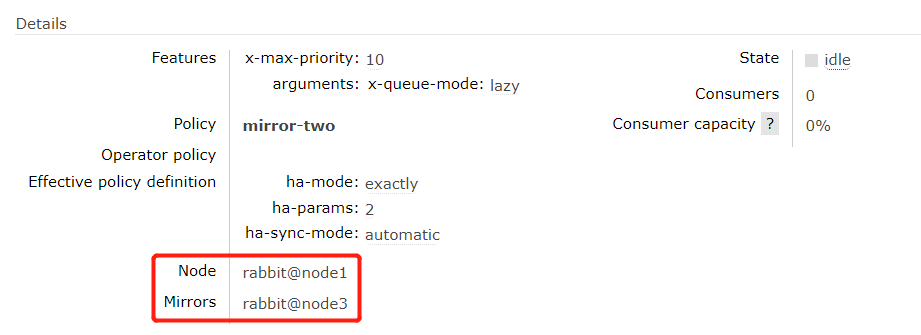 Details
Features x-max-priority: 10
arguments: x-queue-mode: lazy
Policy mirror-two
Operator policy
Effective policy definition ha-mode: exactly
ha-params: 2
ha-sync-mode: automatic
Node rabbit@node1
Mirrors rabbit@node3
State idle
Consumers 0
Consumer capacity ? 0%